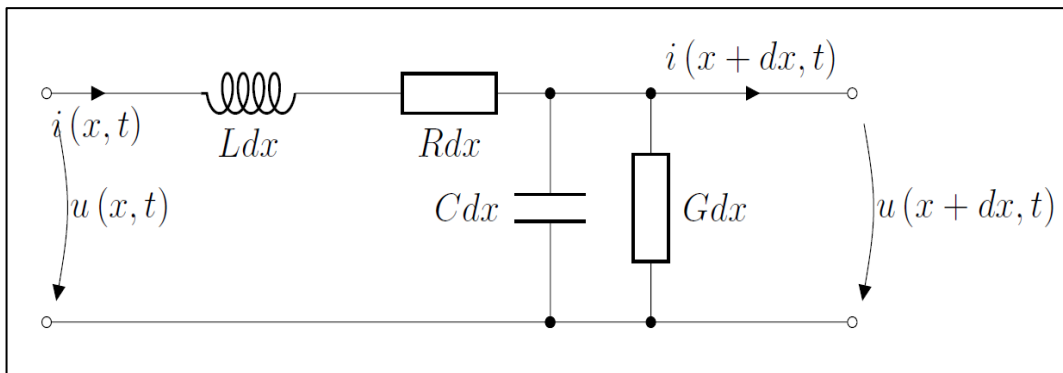 i (x + dx, t)
i (x, t)
Ldx
Rdx
u (x, t)
Cdx
Gdx
u (x + dx, t)